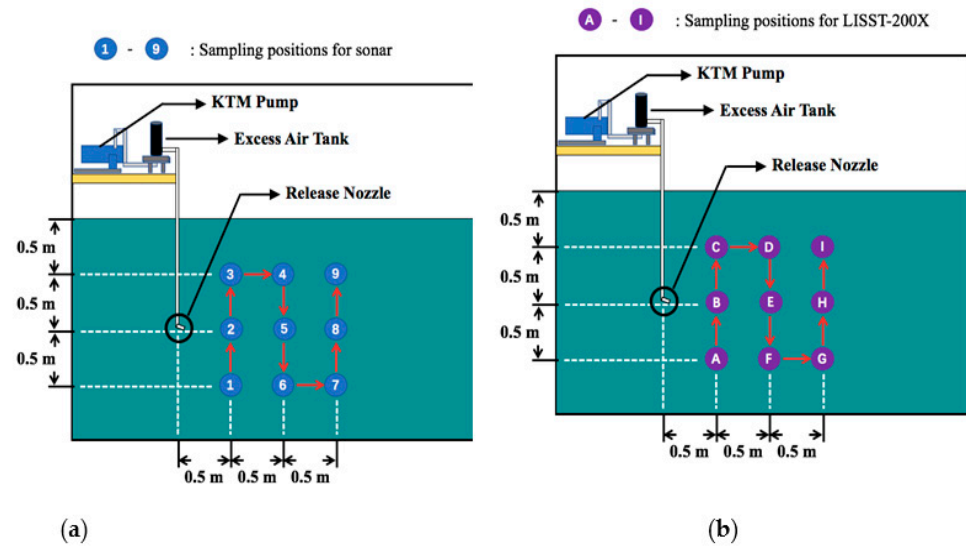 1 - 9 : Sampling positions for sonar
KTM Pump
Excess Air Tank
Release Nozzle
0.5 m
0.5 m
0.5 m
3 4 9
2 5 8
1 6 7
0.5 m 0.5 m 0.5 m
(a)
A - I : Sampling positions for LISST-200X
KTM Pump
Excess Air Tank
Release Nozzle
0.5 m
0.5 m
0.5 m
C D I
B E H
A F G
0.5 m 0.5 m 0.5 m
(b)